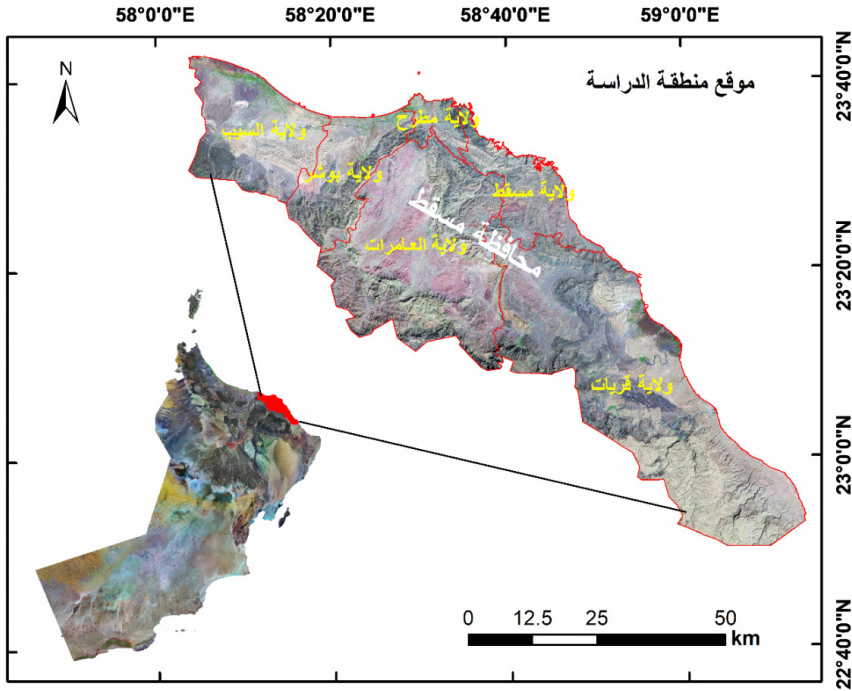 58°0'0"E
58°20'0"E
58°40'0"E
59°0'0"E
موقع منطقة الدراسة
N
23°40'0"N
23°20'0"N
23°0'0"N
22°40'0"N
ولاية السيب
ولاية مطرح
ولاية بوشر
ولاية مسقط
محافظة مسقط
ولاية العامرات
ولاية قريات
0 12.5 25 50
km